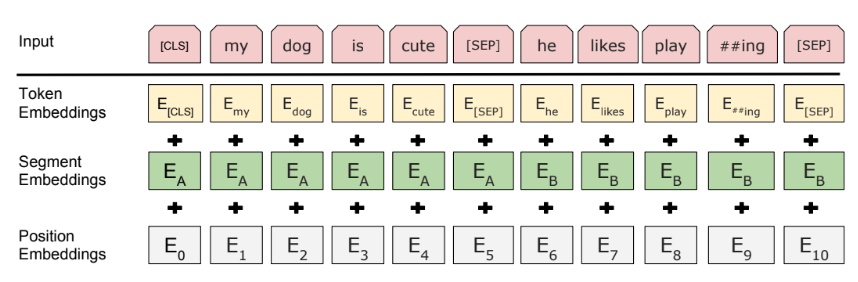 Input [CLS] my dog is cute [SEP] he likes play ##ing [SEP]
Token Embeddings E[CLS] Emy Edog Eis Ecute E[SEP] Ehe Elikes Eplay E##ing E[SEP]
+ + + + + + + + + + +
Segment Embeddings EA EA EA EA EA EA EB EB EB EB EB
+ + + + + + + + + + +
Position Embeddings E0 E1 E2 E3 E4 E5 E6 E7 E8 E9 E10